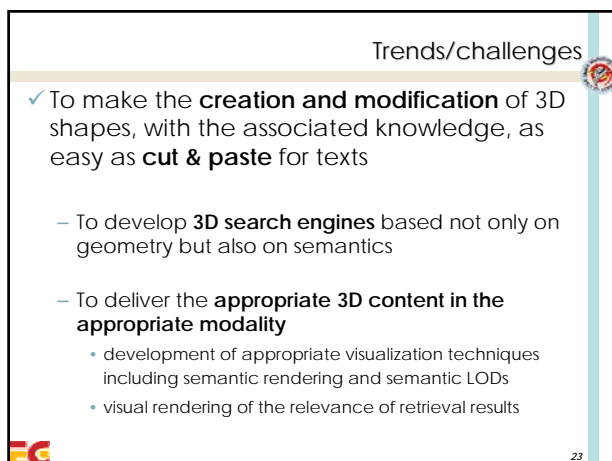 Trends/challenges
✓ To make the creation and modification of 3D
shapes, with the associated knowledge, as
easy as cut & paste for texts
– To develop 3D search engines based not only on
geometry but also on semantics
– To deliver the appropriate 3D content in the
appropriate modality
• development of appropriate visualization techniques
including semantic rendering and semantic LODs
• visual rendering of the relevance of retrieval results
EG
23